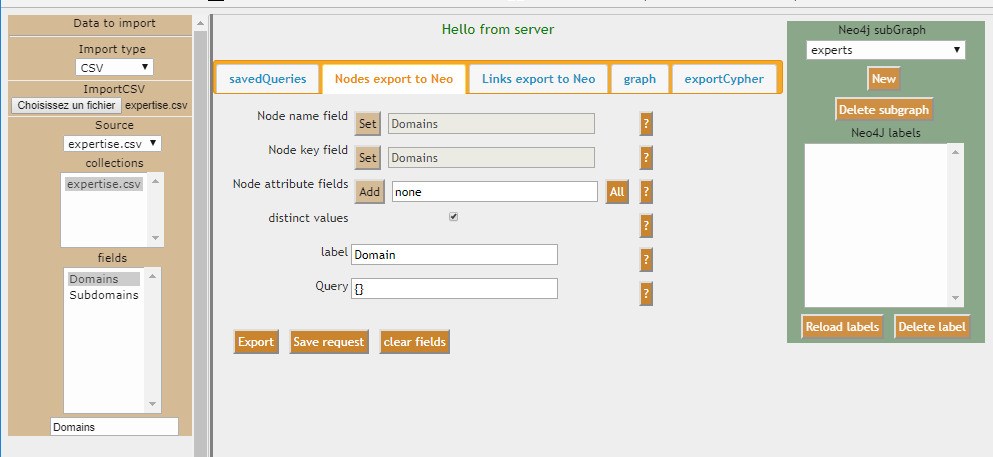 Data to import
Import type
CSV
ImportCSV
Choisissez un fichier expertise.csv
Source
expertise.csv
collections
expertise.csv
fields
Domains
Subdomains
Domains
Hello from server
savedQueries Nodes export to Neo Links export to Neo graph exportCypher
Node name field Set Domains ?
Node key field Set Domains ?
Node attribute fields Add none All ?
distinct values ?
label Domain ?
Query {} ?
Export Save request clear fields
Neo4j subGraph
experts
New
Delete subgraph
Neo4J labels
Reload labels Delete label